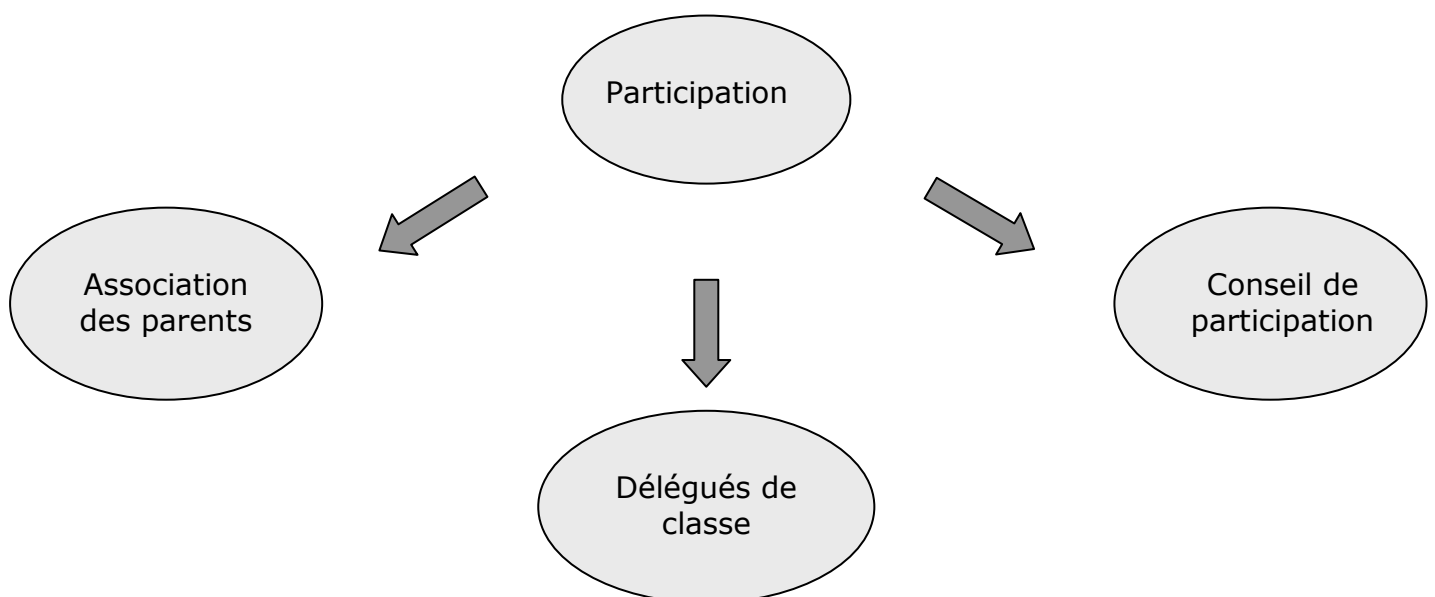 Participation
Association
des parents
Conseil de
participation
Délégués de
classe